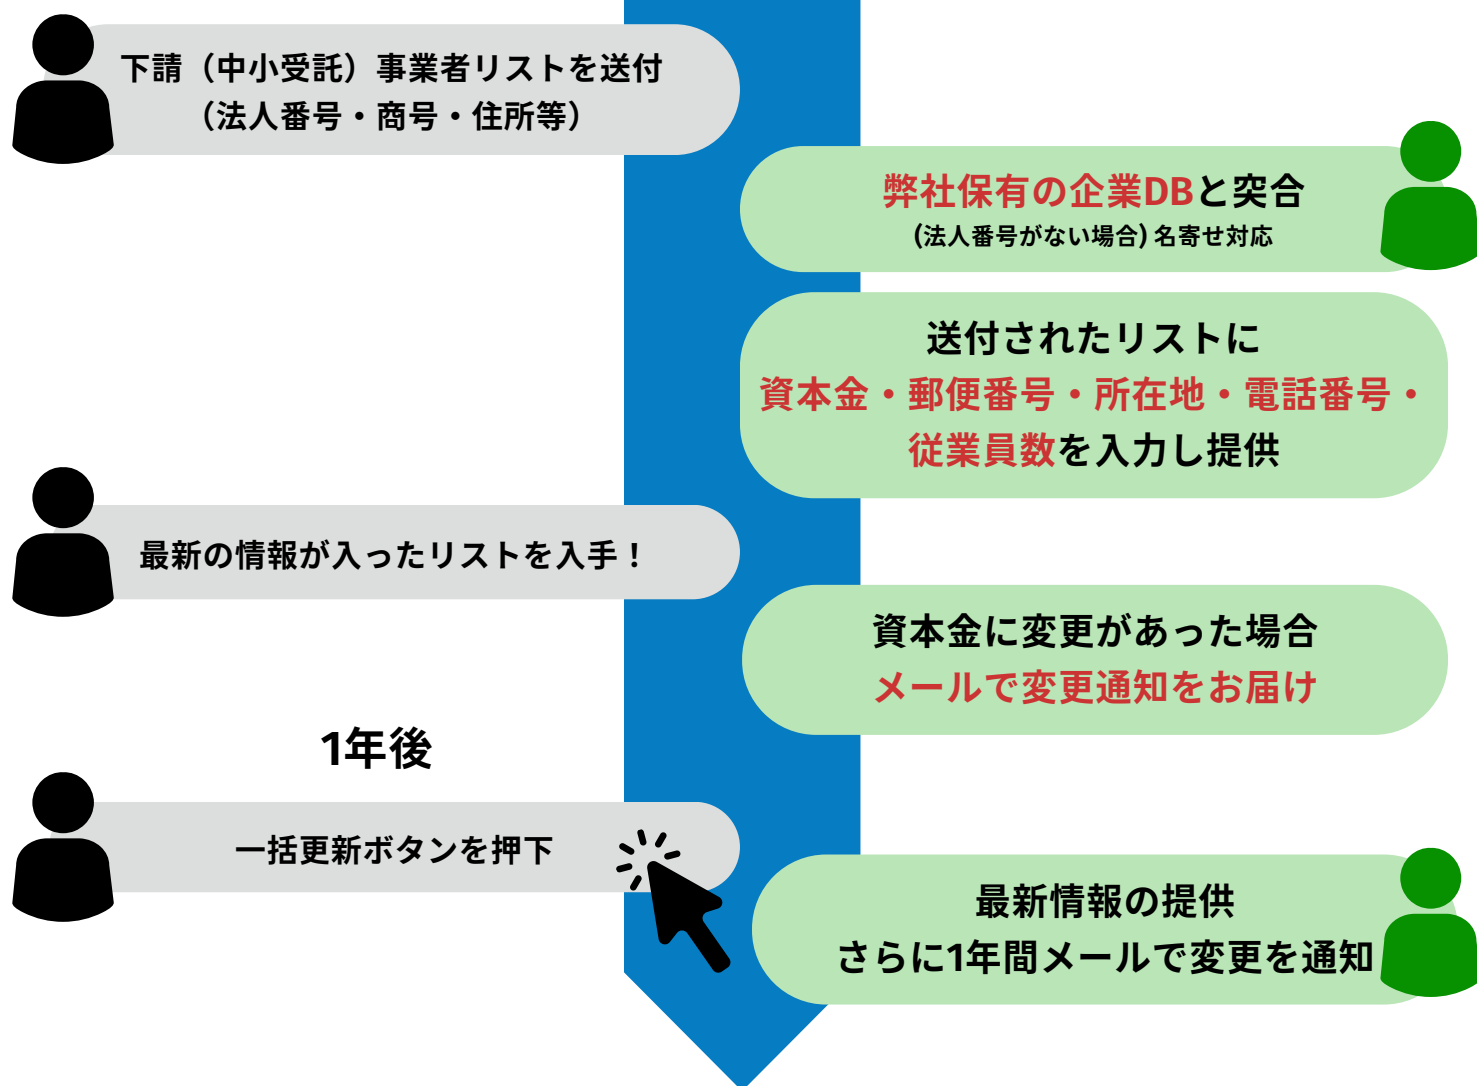 下請（中小受託）事業者リストを送付
（法人番号・商号・住所等）
弊社保有の企業DBと突合
(法人番号がない場合) 名寄せ対応
送付されたリストに
資本金・郵便番号・所在地・電話番号・
従業員数を入力し提供
最新の情報が入ったリストを入手！
資本金に変更があった場合
メールで変更通知をお届け
1年後
一括更新ボタンを押下
最新情報の提供
さらに1年間メールで変更を通知